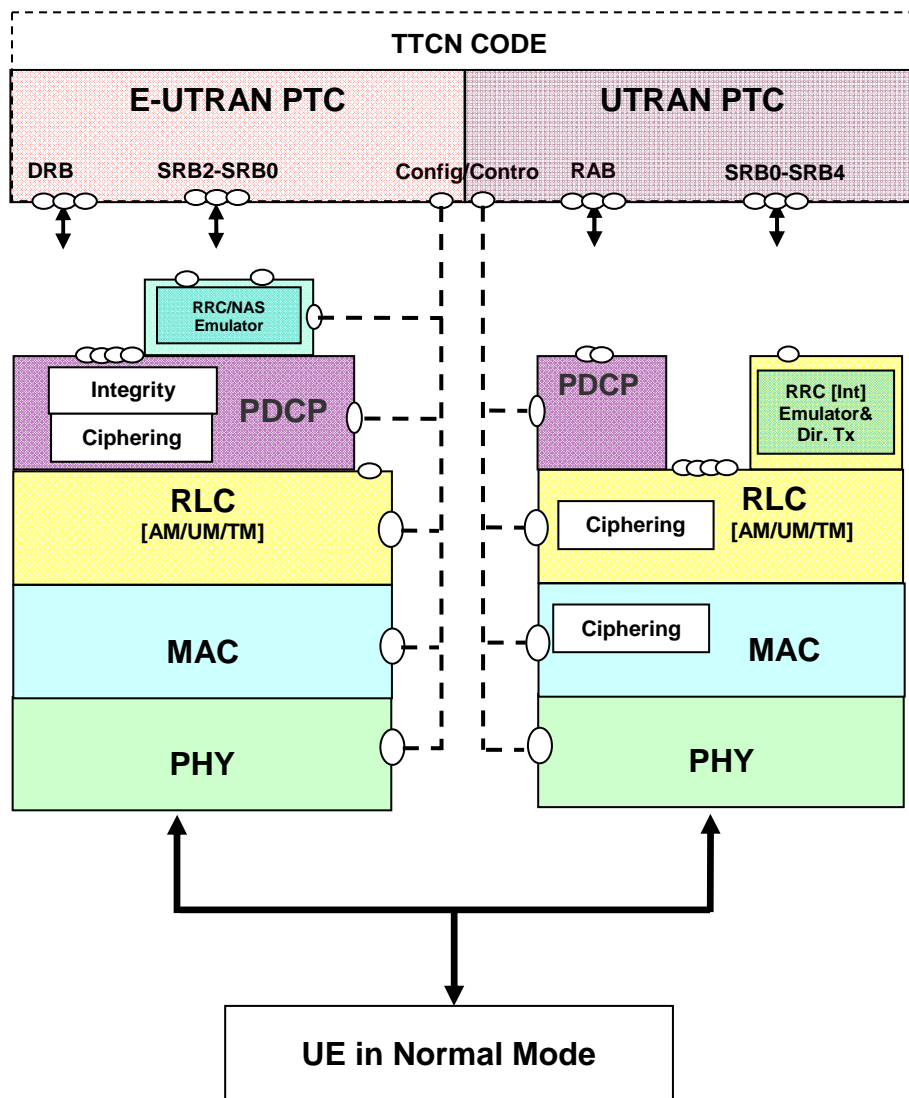 TTCN CODE
E-UTRAN PTC
UTRAN PTC
DRB
SRB2-SRB0
Config/Contro
RAB
SRB0-SRB4
RRC/NAS
Emulator
Integrity
Ciphering
PDCP
RLC
[AM/UM/TM]
MAC
PHY
PDCP
RRC [Int]
Emulator&
Dir. Tx
RLC
Ciphering
[AM/UM/TM]
Ciphering
MAC
PHY
UE in Normal Mode